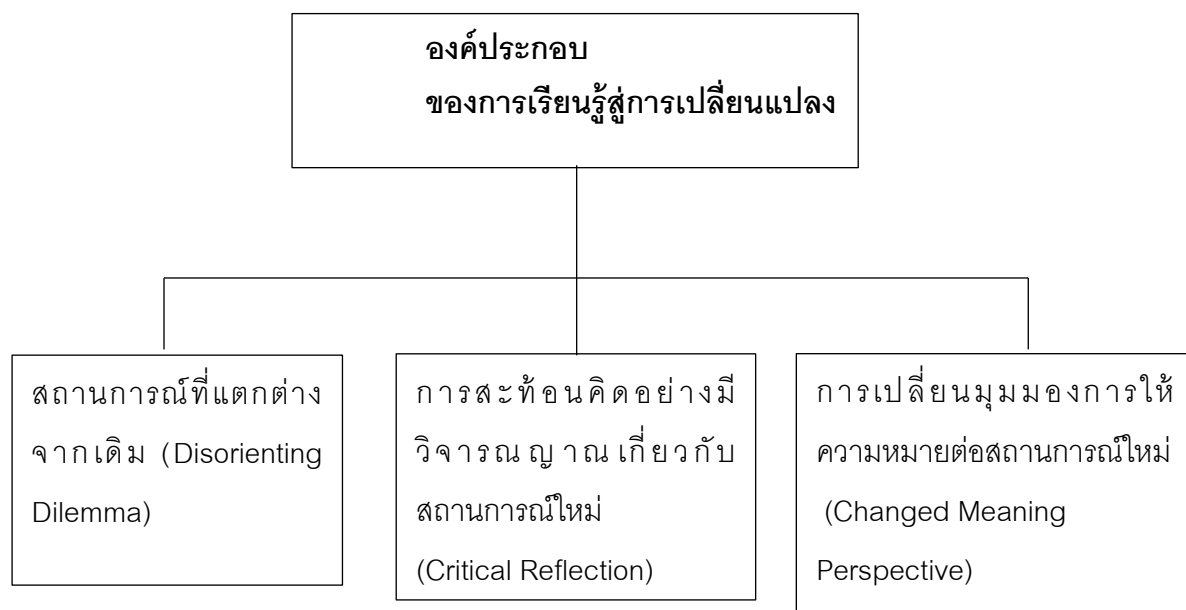 องค์ประกอบ
ของการเรียนรู้สู่การเปลี่ยนแปลง
สถานการณ์ที่แตกต่าง
จากเดิม (Disorienting
Dilemma)
การสะท้อนคิดอย่างมี
วิจารณญาณเกี่ยวกับ
สถานการณ์ใหม่
(Critical Reflection)
การเปลี่ยนมุมมองการให้
ความหมายต่อสถานการณ์ใหม่
(Changed Meaning
Perspective)